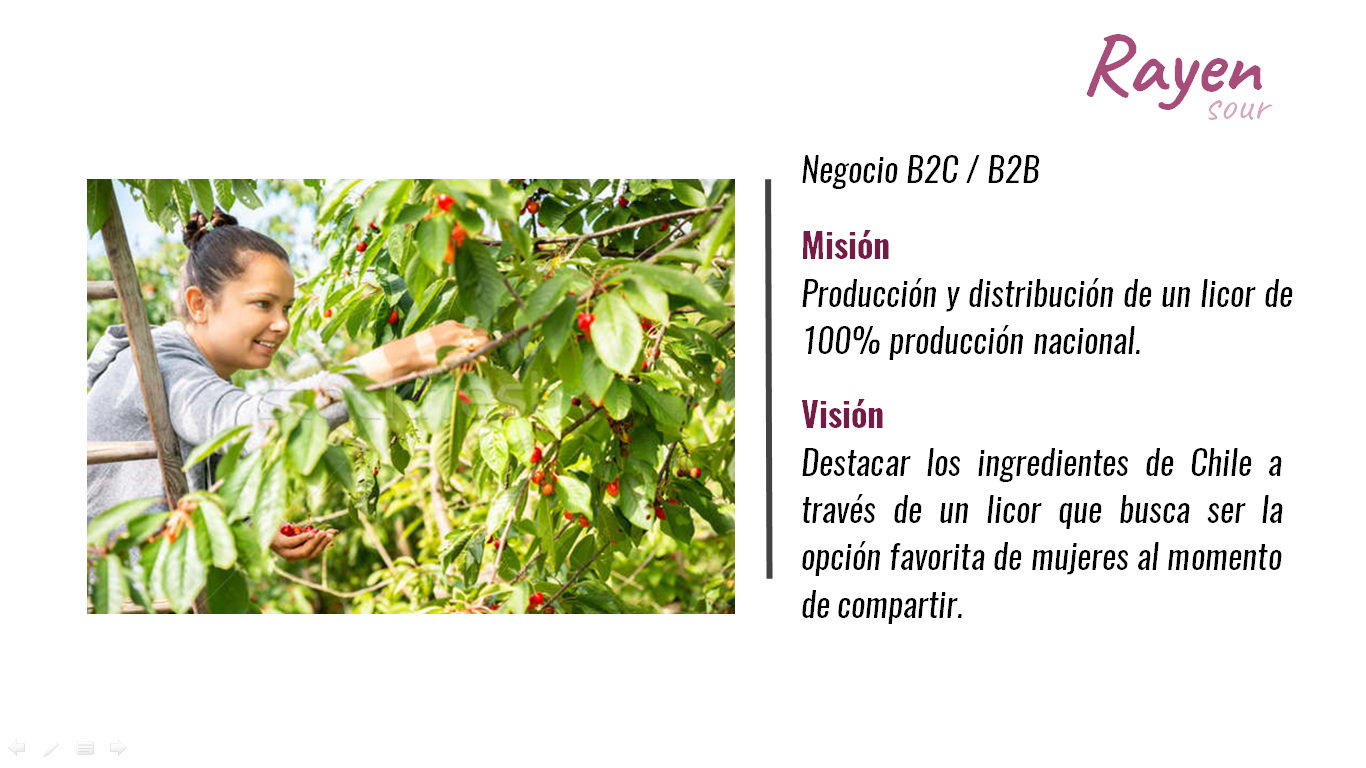 Rayen
sour
Negocio B2C / B2B
Misión
Producción y distribución de un licor de
100% producción nacional.
Visión
Destacar los ingredientes de Chile a
través de un licor que busca ser la
opción favorita de mujeres al momento
de compartir.